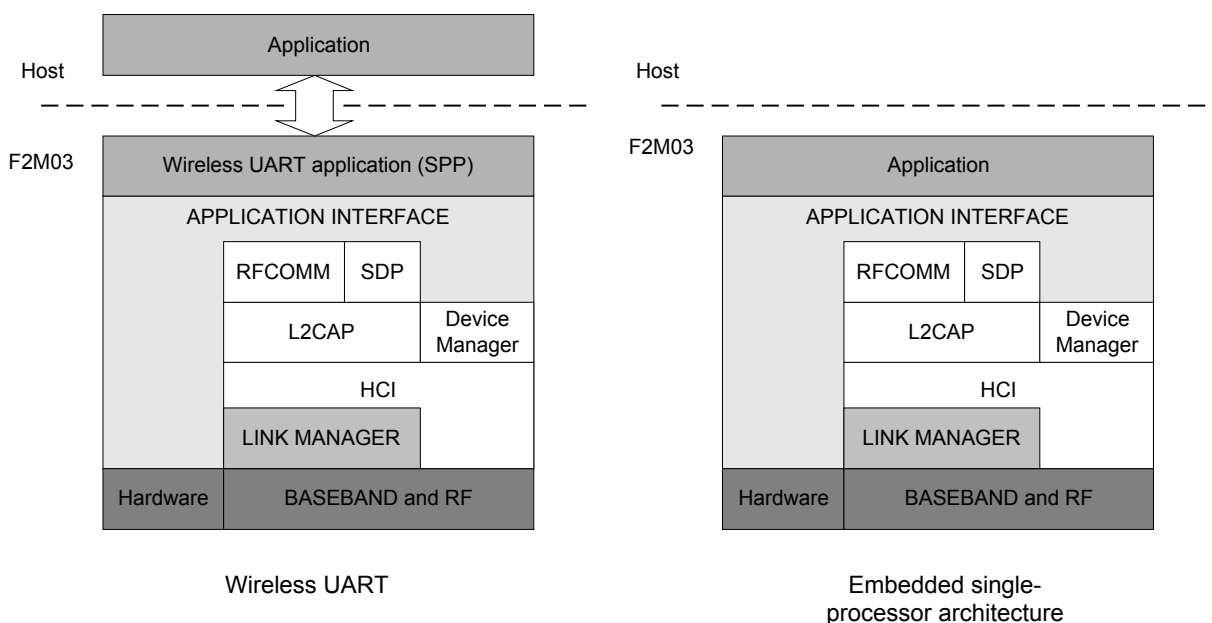 Application
Host
F2M03
Wireless UART application (SPP)
APPLICATION INTERFACE
RFCOMM
SDP
L2CAP
Device
Manager
HCI
LINK MANAGER
Hardware
BASEBAND and RF
Wireless UART
Host
F2M03
Application
APPLICATION INTERFACE
RFCOMM
SDP
L2CAP
Device
Manager
HCI
LINK MANAGER
Hardware
BASEBAND and RF
Embedded single-
processor architecture